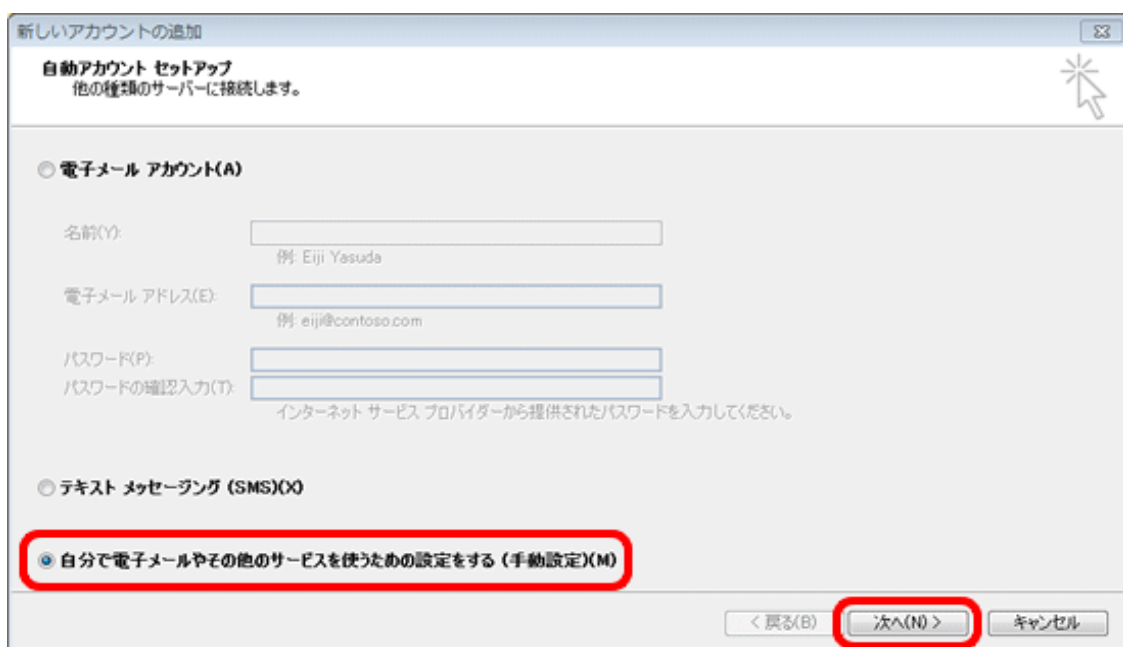 新しいアカウントの追加
自動アカウント セットアップ
他の種類のサーバーに接続します。
電子メール アカウント(A)
名前(Y):
例: Eiji Yasuda
電子メール アドレス(E):
例: eiji@contoso.com
パスワード(P):
パスワードの確認入力(T):
インターネット サービス プロバイダーから提供されたパスワードを入力してください。
テキスト メッセージング (SMS)(X)
自分で電子メールやその他のサービスを使うための設定をする (手動設定)(M)
< 戻る(B) 次へ(N) > キャンセル